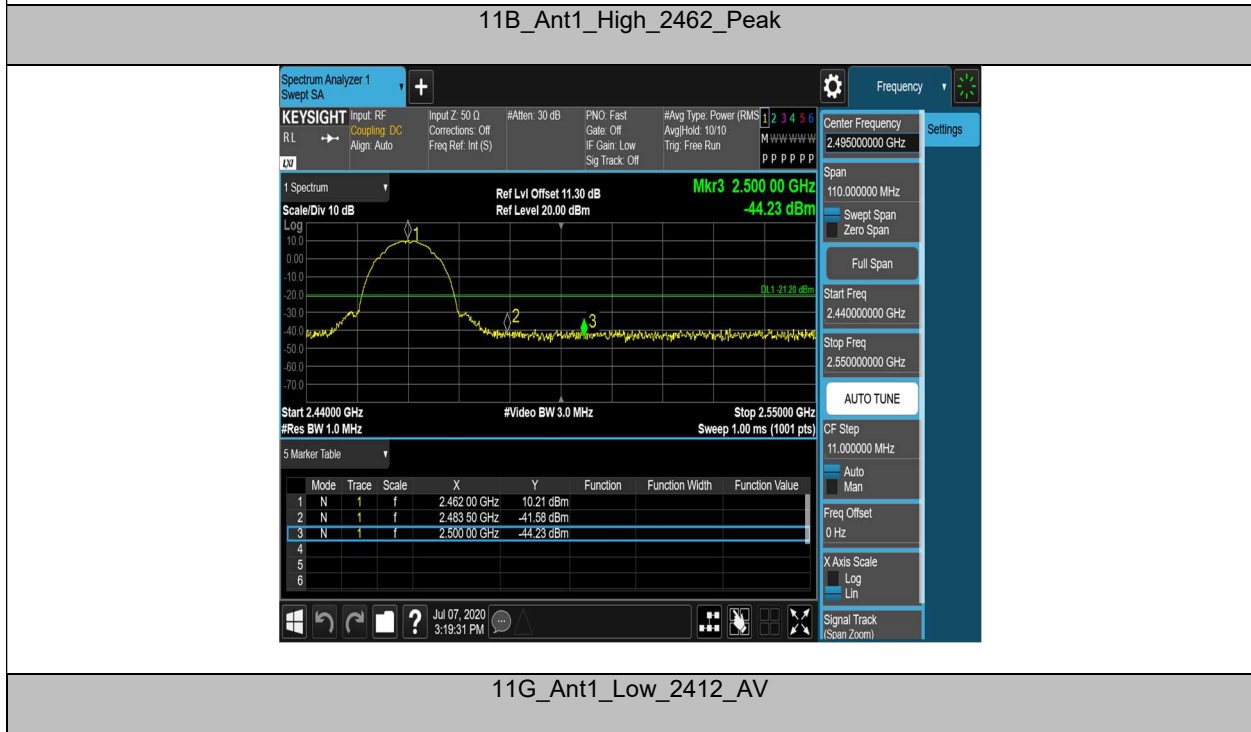 11B_Ant1_High_2462_Peak
Spectrum Analyzer 1
Swept SA
+
Frequency
KEYSIGHT
Input: RF
Coupling: DC
Align: Auto
Input Z: 50 Ω
Corrections: Off
Freq Ref: Int (S)
#Atten: 30 dB
PNO: Fast
Gate: Off
IF Gain: Low
Sig Track: Off
#Avg Type: Power (RMS
Avg|Hold: 10/10
Trig: Free Run
1 2 3 4 5 6
M W W W W W
P P P P P P
RL
LXI
Center Frequency
2.495000000 GHz
Settings
Span
110.000000 MHz
Swept Span
Zero Span
Full Span
Start Freq
2.440000000 GHz
Stop Freq
2.550000000 GHz
AUTO TUNE
CF Step
11.000000 MHz
Auto
Man
Freq Offset
0 Hz
X Axis Scale
Log
Lin
Signal Track
(Span Zoom)
1 Spectrum
Scale/Div 10 dB
Ref Lvl Offset 11.30 dB
Ref Level 20.00 dBm
Mkr3 2.500 00 GHz
-44.23 dBm
Log
10.0
0.00
-10.0
-20.0
-30.0
-40.0
-50.0
-60.0
-70.0
1
2
3
DL1 -21.20 dBm
Start 2.44000 GHz
#Video BW 3.0 MHz
Stop 2.55000 GHz
#Res BW 1.0 MHz
Sweep 1.00 ms (1001 pts)
5 Marker Table
Mode Trace Scale X Y Function Function Width Function Value
1 N 1 f 2.462 00 GHz 10.21 dBm
2 N 1 f 2.483 50 GHz -41.58 dBm
3 N 1 f 2.500 00 GHz -44.23 dBm
4
5
6
?
Jul 07, 2020
3:19:31 PM
11G_Ant1_Low_2412_AV